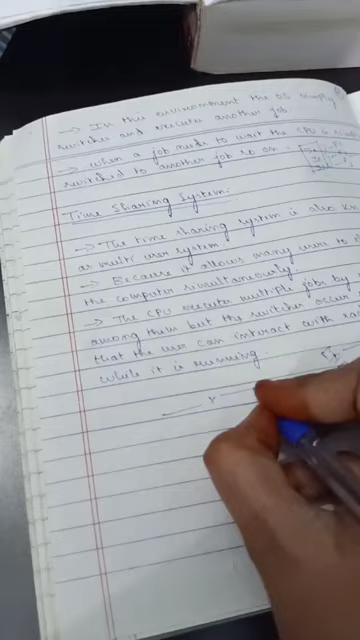 → In this environment the OS simply
switches and executes another job.
→ When a job needs to wait the CPU is
switched to another job so on -
Time Sharing System:
→ The time sharing system is also
as multi user system.
→ Because it allows many users to
the computer simultaneously.
→ The CPU executes multiple jobs by
among them but the switches occur
that the user can interact with
while it is running.